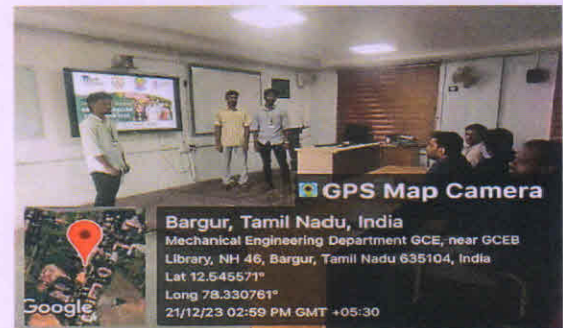 GPS Map Camera
Bargur, Tamil Nadu, India
Mechanical Engineering Department GCE, near GCEB
Library, NH 46, Bargur, Tamil Nadu 635104, India
Lat 12.545571°
Long 78.330761°
21/12/23 02:59 PM GMT +05:30
Google